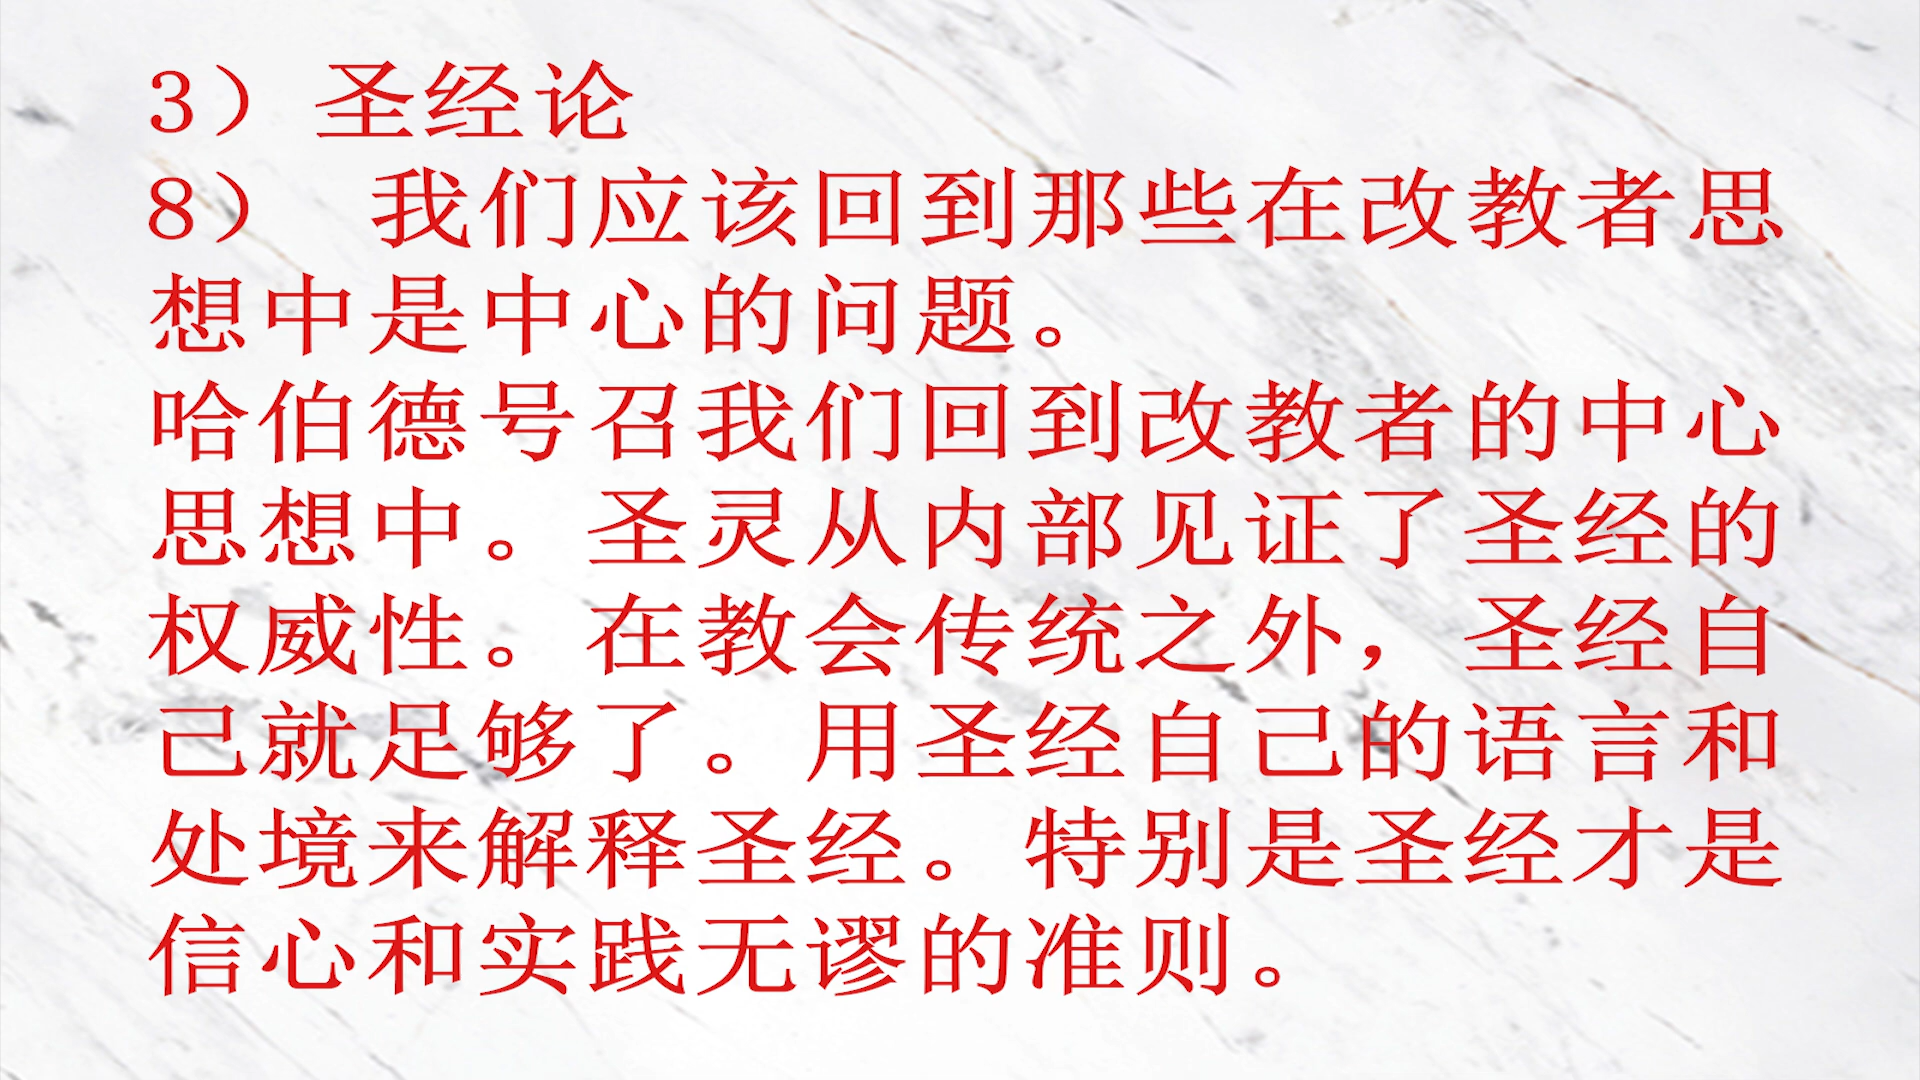 3）圣经论
8） 我们应该回到那些在改教者思
想中是中心的问题。
哈伯德号召我们回到改教者的中心
思想中。圣灵从内部见证了圣经的
权威性。在教会传统之外，圣经自
己就足够了。用圣经自己的语言和
处境来解释圣经。特别是圣经才是
信心和实践无谬的准则。